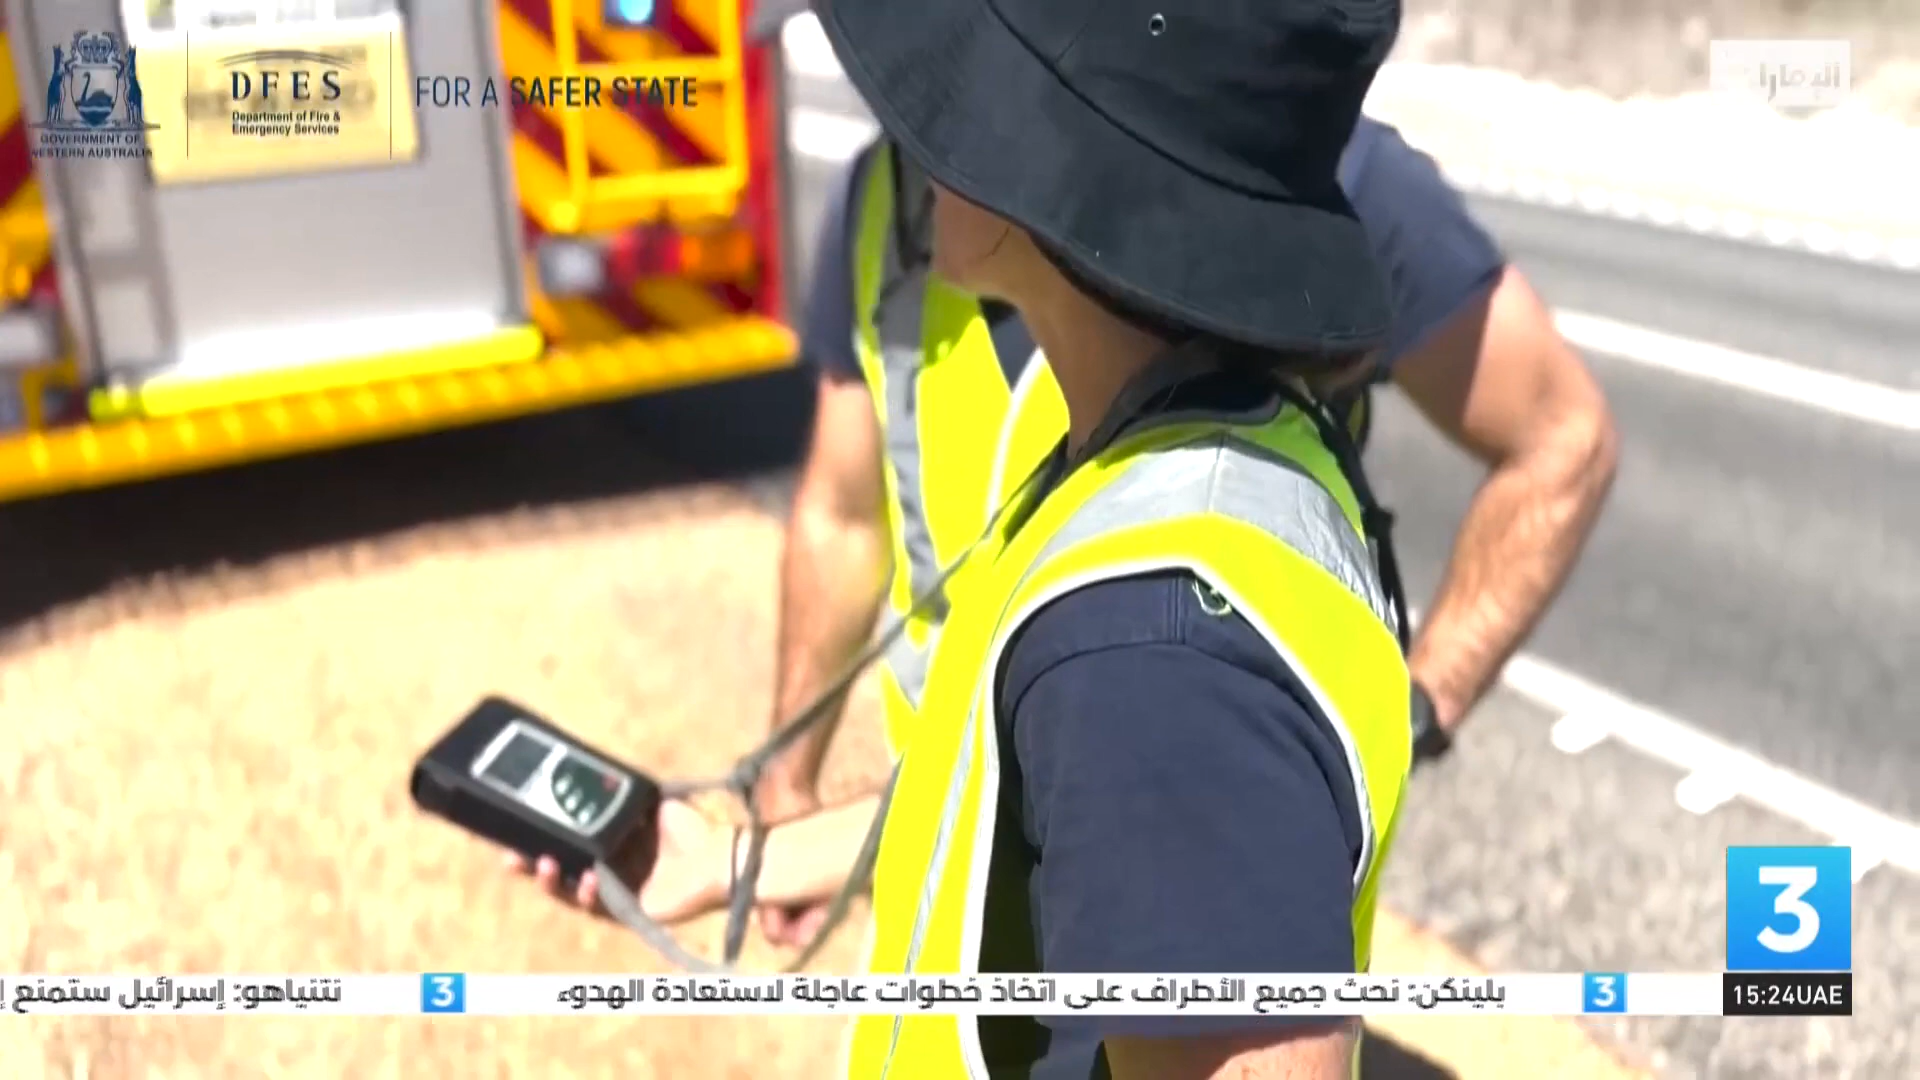 GOVERNMENT OF
WESTERN AUSTRALIA
DFES
Department of Fire &
Emergency Services
FOR A SAFER STATE
الإمارات
3
بلينكن: نحث جميع الأطراف على اتخاذ خطوات عاجلة لاستعادة الهدوء
3
نتنياهو: إسرائيل ستمنع
3
15:24UAE